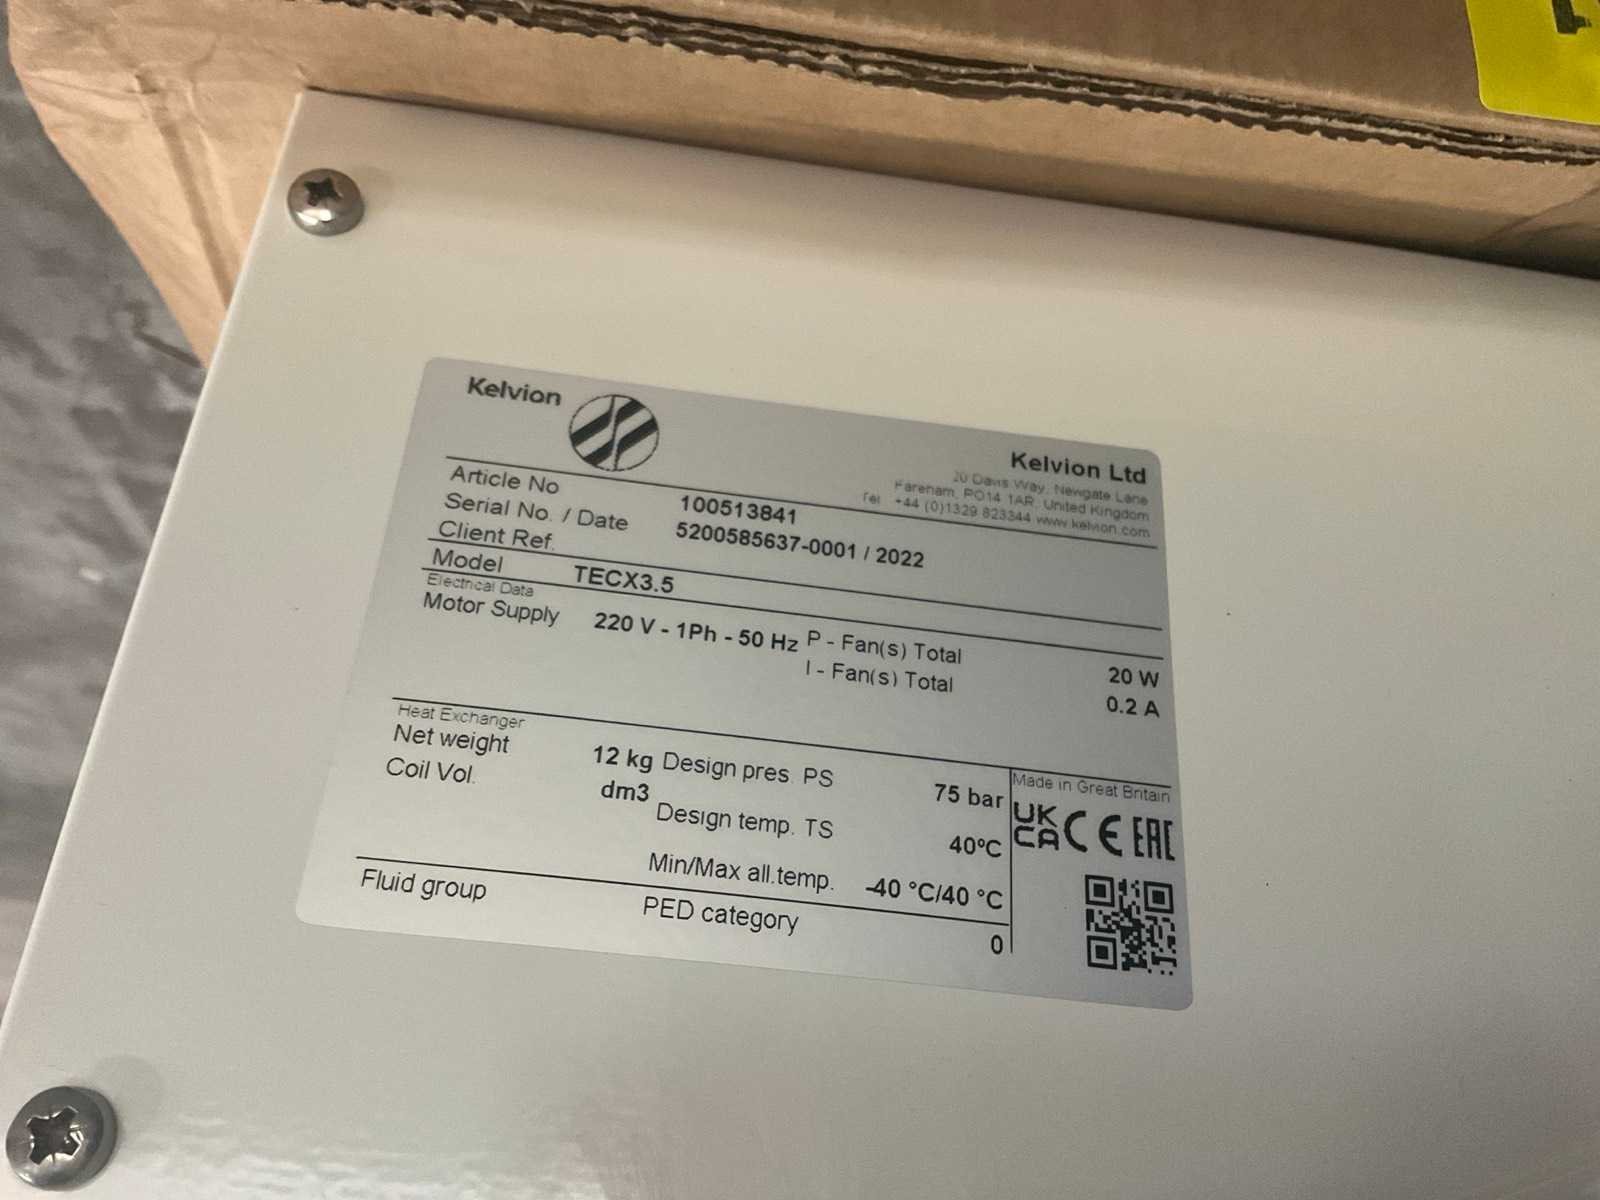 Kelvion
Kelvion Ltd
20 Davis Way, Newgate Lane
Fareham, PO14 1AR, United Kingdom
Tel +44 (0)1329 823344 www.kelvion.com
Article No 100513841
Serial No. / Date 5200585637-0001 / 2022
Client Ref.
Model TECX3.5
Electrical Data
Motor Supply 220 V - 1Ph - 50 Hz P - Fan(s) Total 20 W
I - Fan(s) Total 0.2 A
Heat Exchanger
Net weight 12 kg Design pres. PS 75 bar
Coil Vol. dm3 Design temp. TS 40°C
Min/Max all.temp. -40 °C/40 °C
Fluid group PED category 0
Made in Great Britain
UK
CA CE EAC